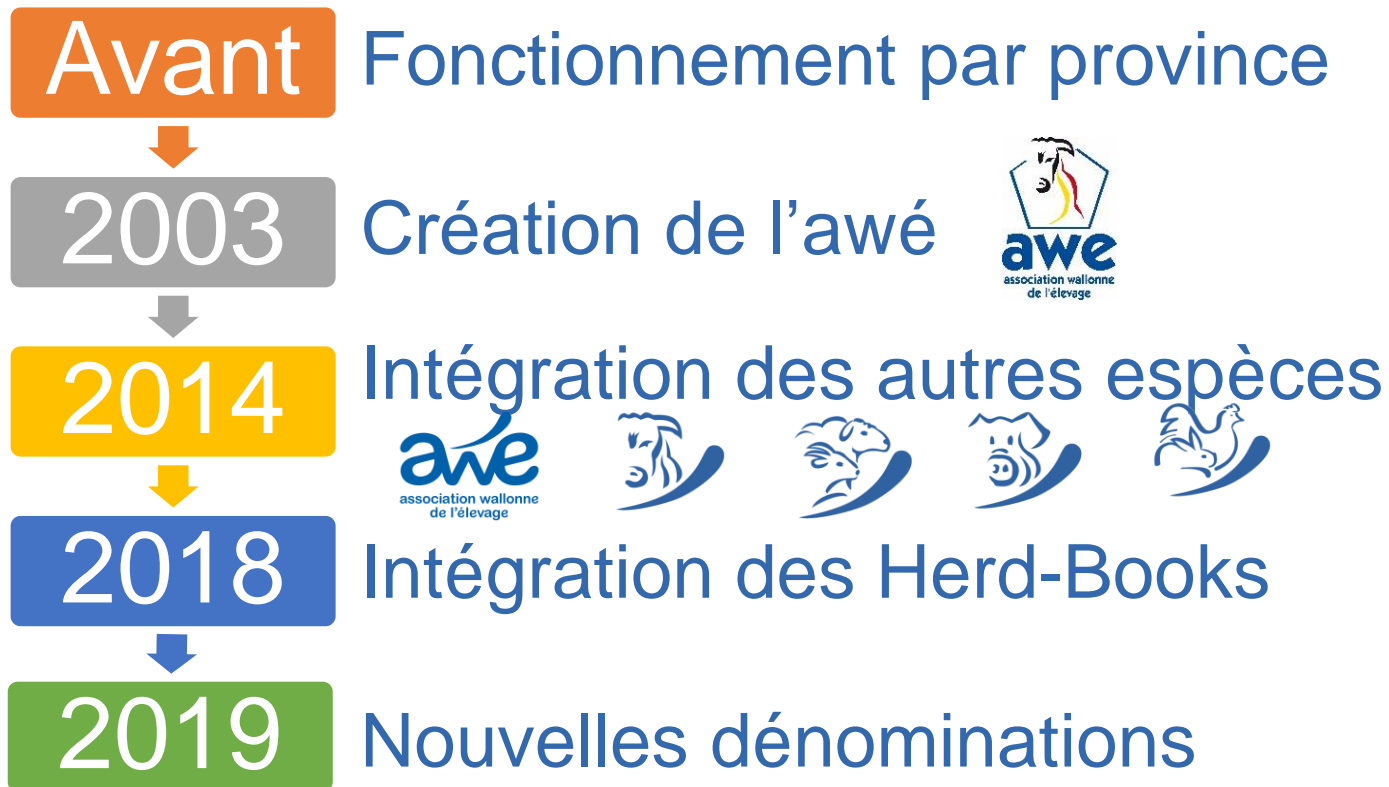 Avant
Fonctionnement par province
2003
Création de l’awé
awe
association wallonne
de l'élevage
2014
Intégration des autres espèces
awe
association wallonne
de l'élevage
2018
Intégration des Herd-Books
2019
Nouvelles dénominations